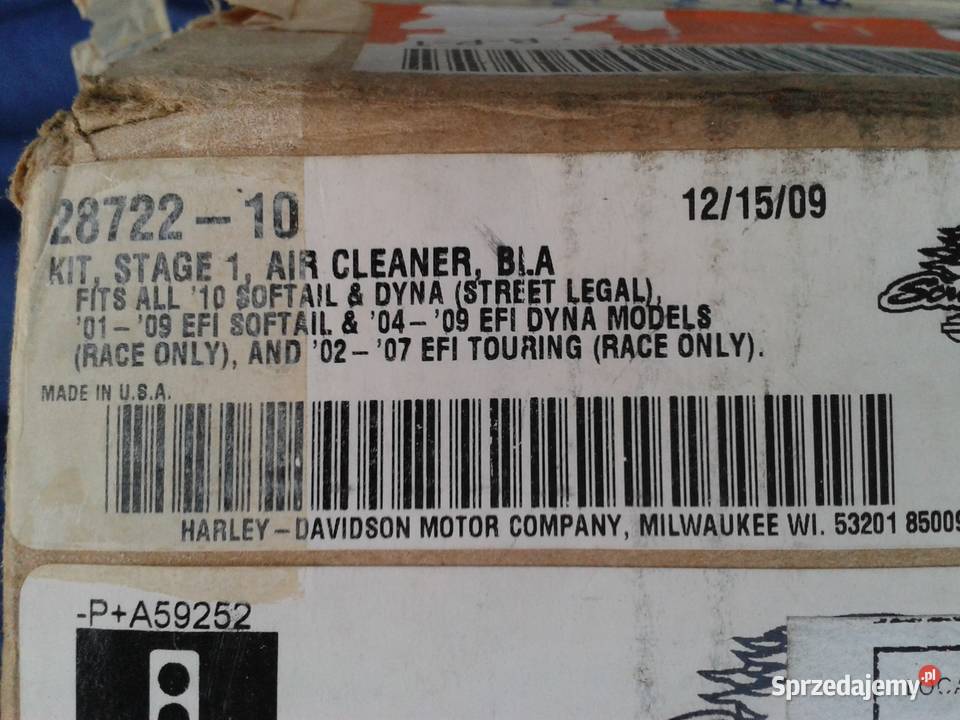 28722-10
12/15/09
KIT, STAGE 1, AIR CLEANER, BLA
FITS ALL '10 SOFTAIL & DYNA (STREET LEGAL),
'01-'09 EFI SOFTAIL & '04-'09 EFI DYNA MODELS
(RACE ONLY), AND '02-'07 EFI TOURING (RACE ONLY).
MADE IN U.S.A.
HARLEY-DAVIDSON MOTOR COMPANY, MILWAUKEE WI. 53201 85009
-P+A59252
Sprzedajemy.pl